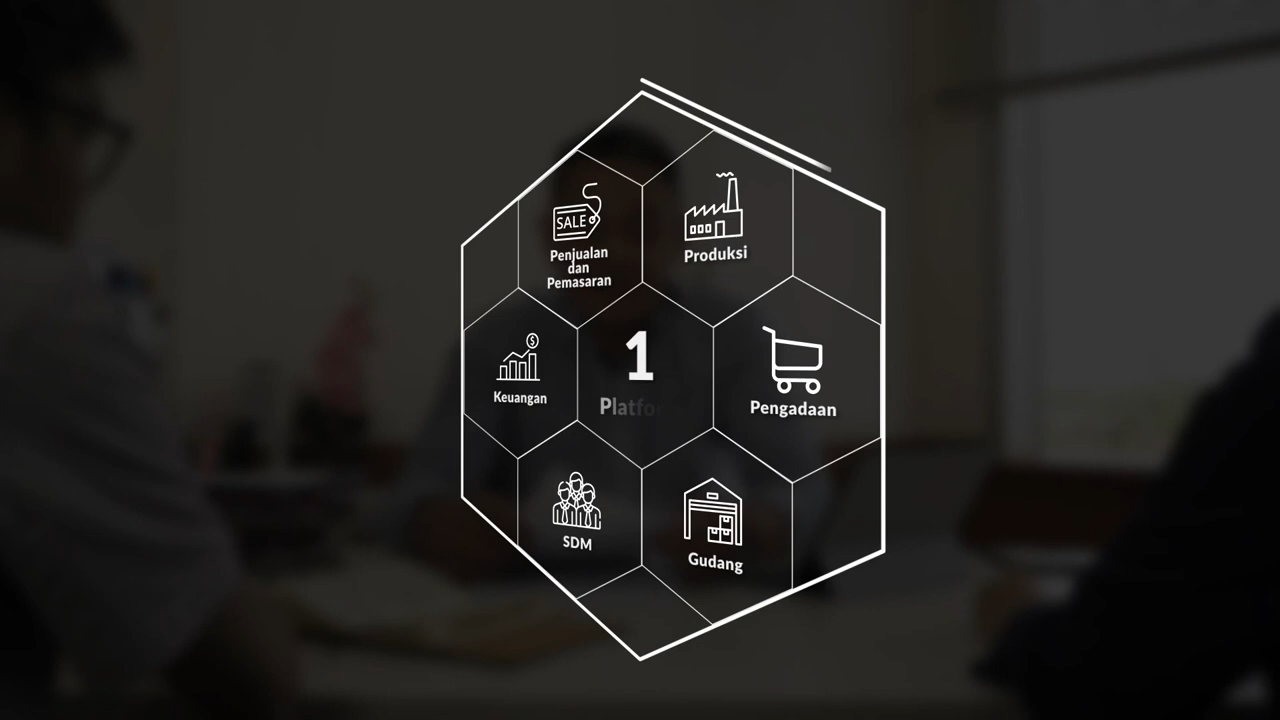 SALE
Penjualan
dan
Pemasaran
Produksi
$
Keuangan
1
Pengadaan
SDM
Gudang